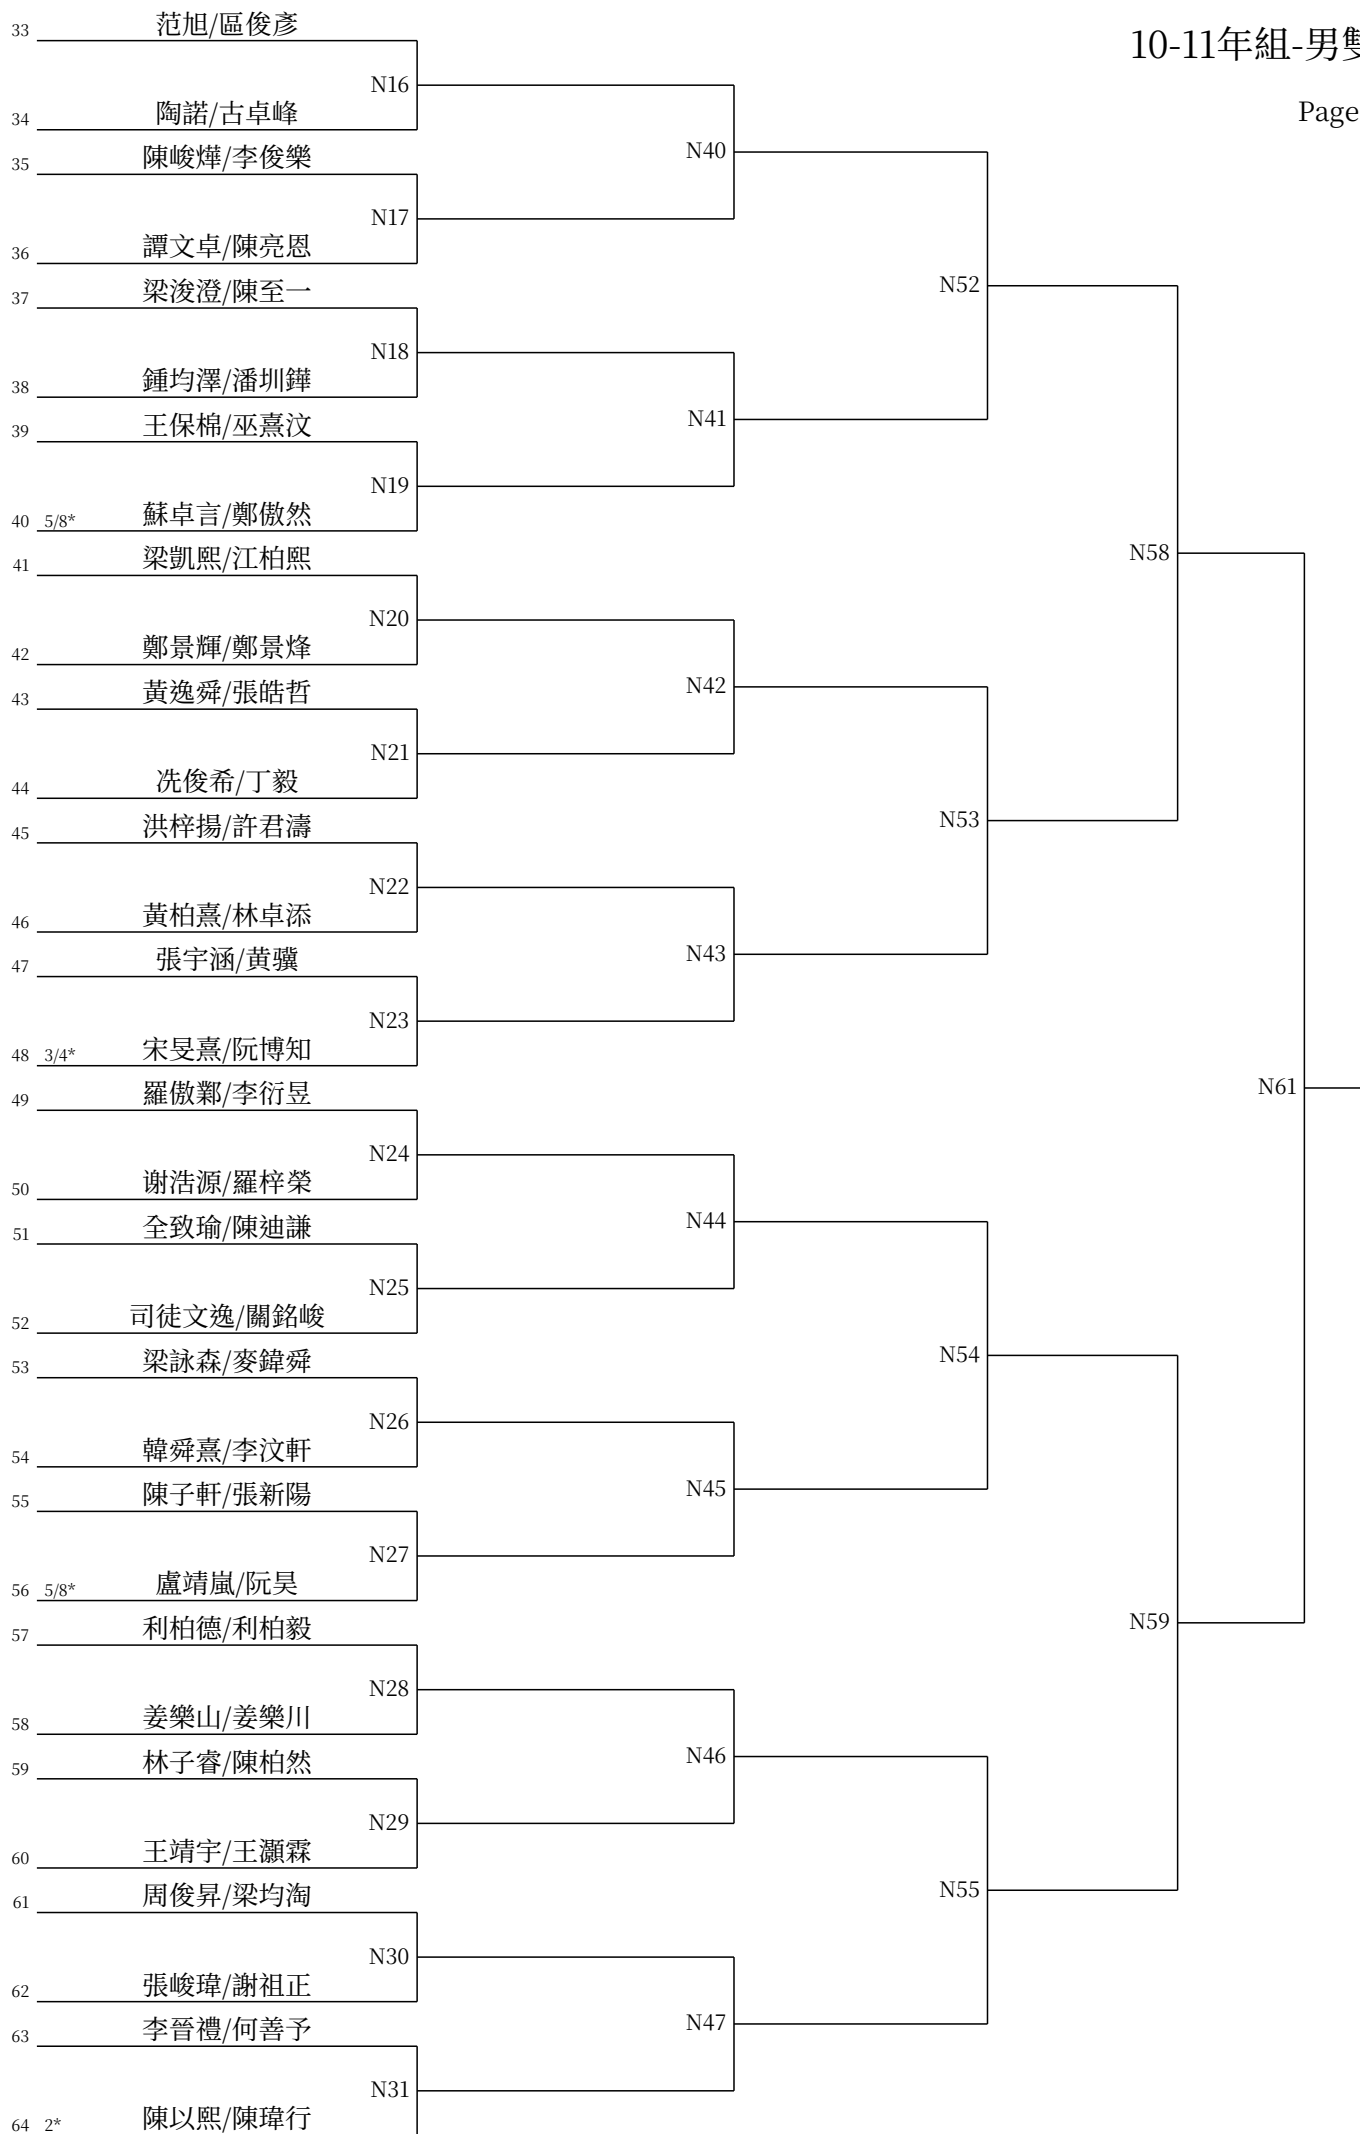 10-11年組-男雙
Page
33 范旭/區俊彥
N16
34 陶諾/古卓峰
N40
35 陳峻燁/李俊樂
N17
36 譚文卓/陳亮恩
N52
37 梁浚澄/陳至一
N18
38 鍾均澤/潘圳鏵
N41
39 王保棉/巫熹汶
N19
40 5/8* 蘇卓言/鄭傲然
N58
41 梁凱熙/江柏熙
N20
42 鄭景輝/鄭景烽
N42
43 黃逸舜/張皓哲
N21
44 冼俊希/丁毅
N53
45 洪梓揚/許君濤
N22
46 黃柏熹/林卓添
N43
47 張宇涵/黄骥
N23
48 3/4* 宋旻熹/阮博知
N61
49 羅傲鄴/李衍昱
N24
50 谢浩源/羅梓榮
N44
51 全致瑜/陳迪謙
N25
52 司徒文逸/關銘峻
N54
53 梁詠森/麥鍏舜
N26
54 韓舜熹/李汶軒
N45
55 陳子軒/張新陽
N27
56 5/8* 盧靖嵐/阮昊
N59
57 利柏德/利柏毅
N28
58 姜樂山/姜樂川
N46
59 林子睿/陳柏然
N29
60 王靖宇/王灝霖
N55
61 周俊昇/梁均淘
N30
62 張峻瑋/謝祖正
N47
63 李晉禮/何善予
N31
64 2* 陳以熙/陳瑋行